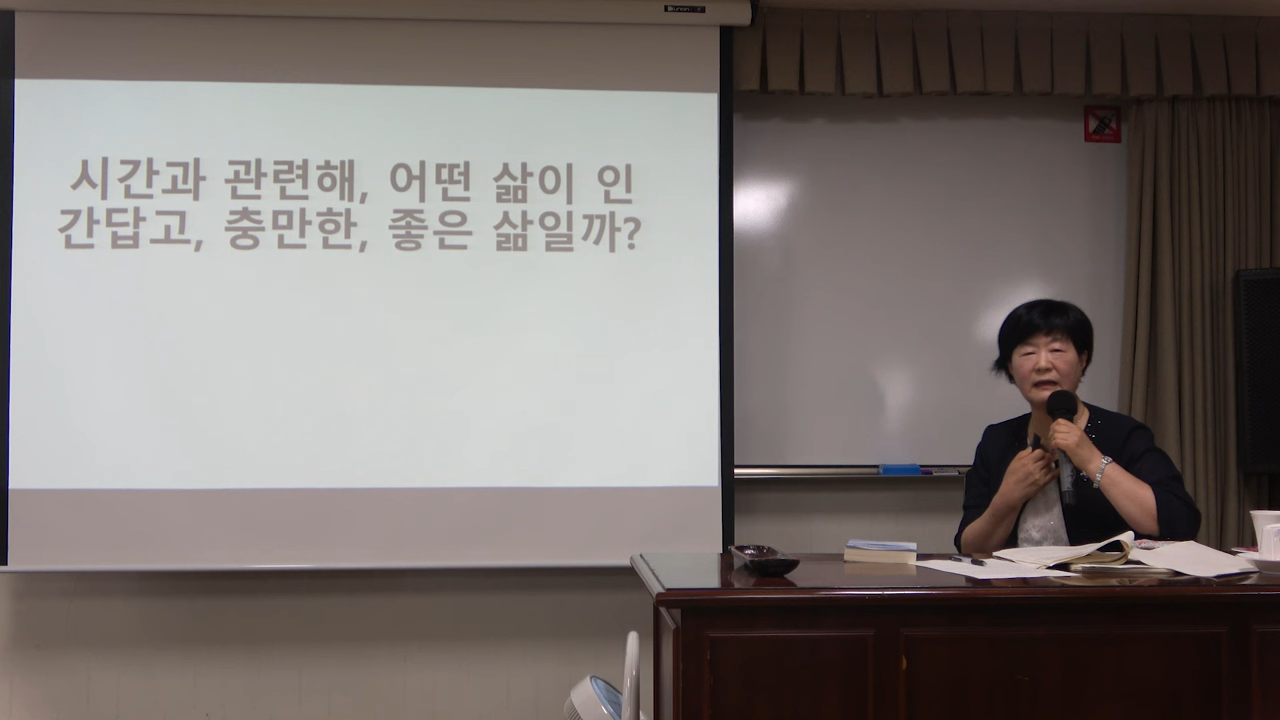 시간과 관련해, 어떤 삶이 인
간답고, 충만한, 좋은 삶일까?